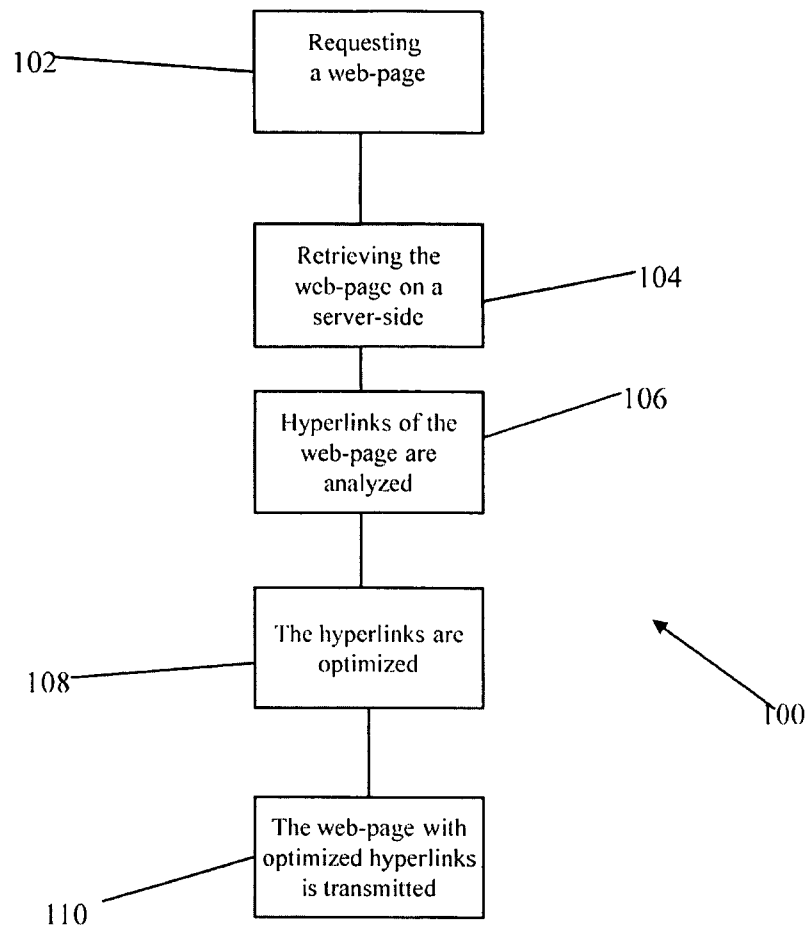 Requesting
a web-page
102
Retrieving the
web-page on a
server-side
104
106
Hyperlinks of the
web-page are
analyzed
The hyperlinks are
optimized
108
100
The web-page with
optimized hyperlinks
is transmitted
110